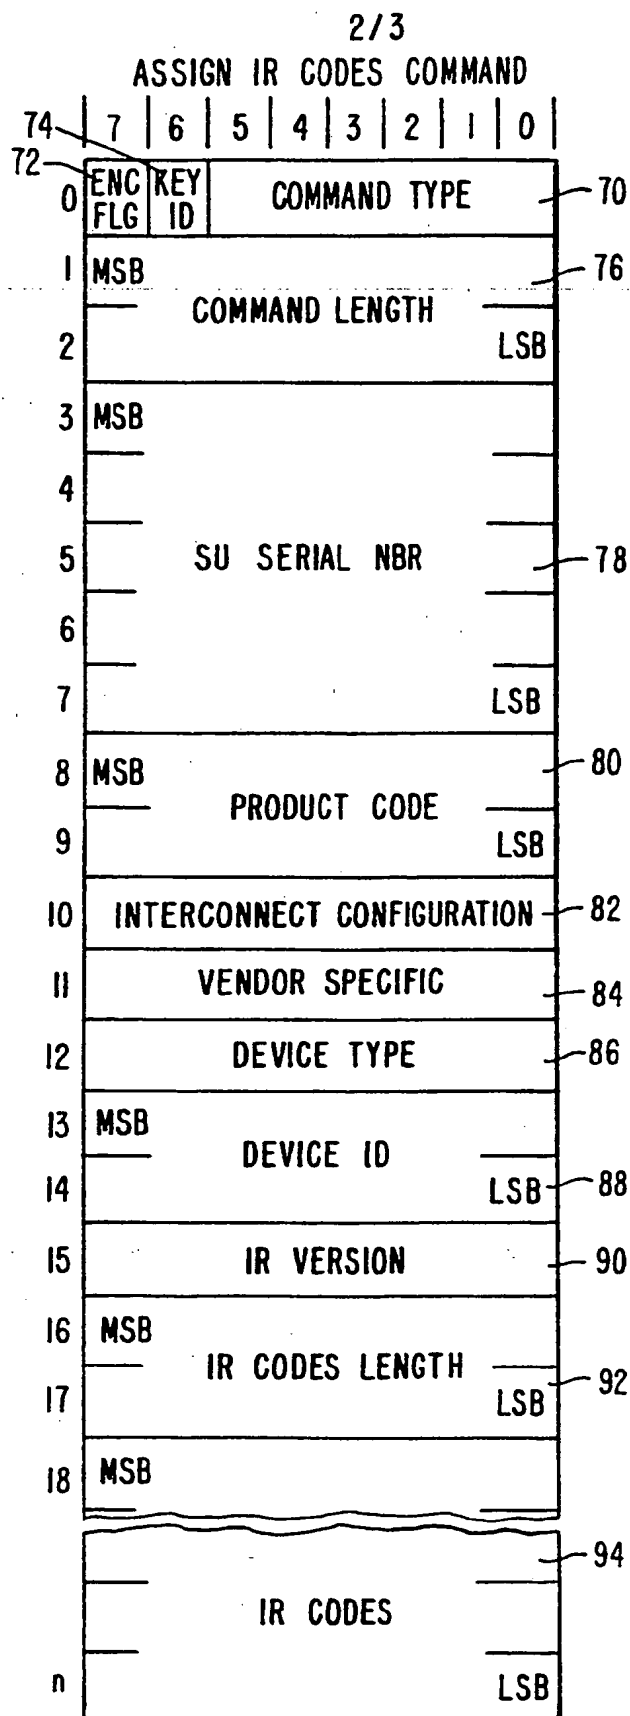 2/3
ASSIGN IR CODES COMMAND
7 6 5 4 3 2 1 0
74
72
0 ENC FLG KEY ID COMMAND TYPE 70
1 MSB 76
COMMAND LENGTH
2 LSB
3 MSB
4
5 SU SERIAL NBR 78
6
7 LSB
8 MSB 80
PRODUCT CODE
9 LSB
10 INTERCONNECT CONFIGURATION 82
11 VENDOR SPECIFIC 84
12 DEVICE TYPE 86
13 MSB
DEVICE ID
14 LSB 88
15 IR VERSION 90
16 MSB
IR CODES LENGTH 92
17 LSB
18 MSB
94
IR CODES
n LSB